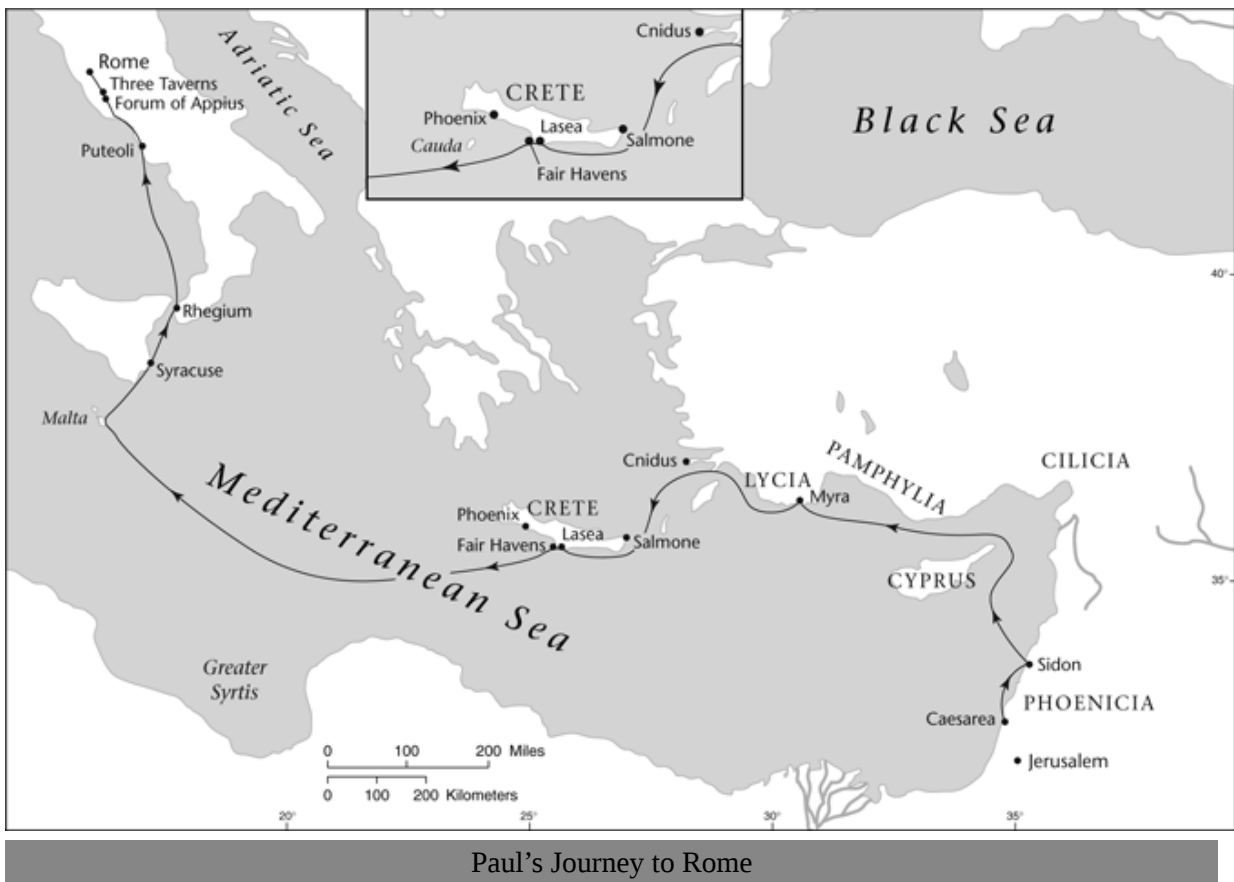 Rome
Three Taverns
Forum of Appius
Puteoli
Adriatic Sea
Cnidus
CRETE
Phoenix
Lasea
Cauda
Salmone
Fair Havens
Black Sea
40°
Rhegium
Syracuse
Malta
Mediterranean Sea
Cnidus
LYCIA
Myra
PAMPHYLIA
CILICIA
Phoenix
CRETE
Lasea
Fair Havens
Salmone
CYPRUS
35°
Greater
Syrtis
Sidon
PHOENICIA
Caesarea
Jerusalem
0 100 200 Miles
0 100 200 Kilometers
20° 25° 30° 35°
Paul’s Journey to Rome